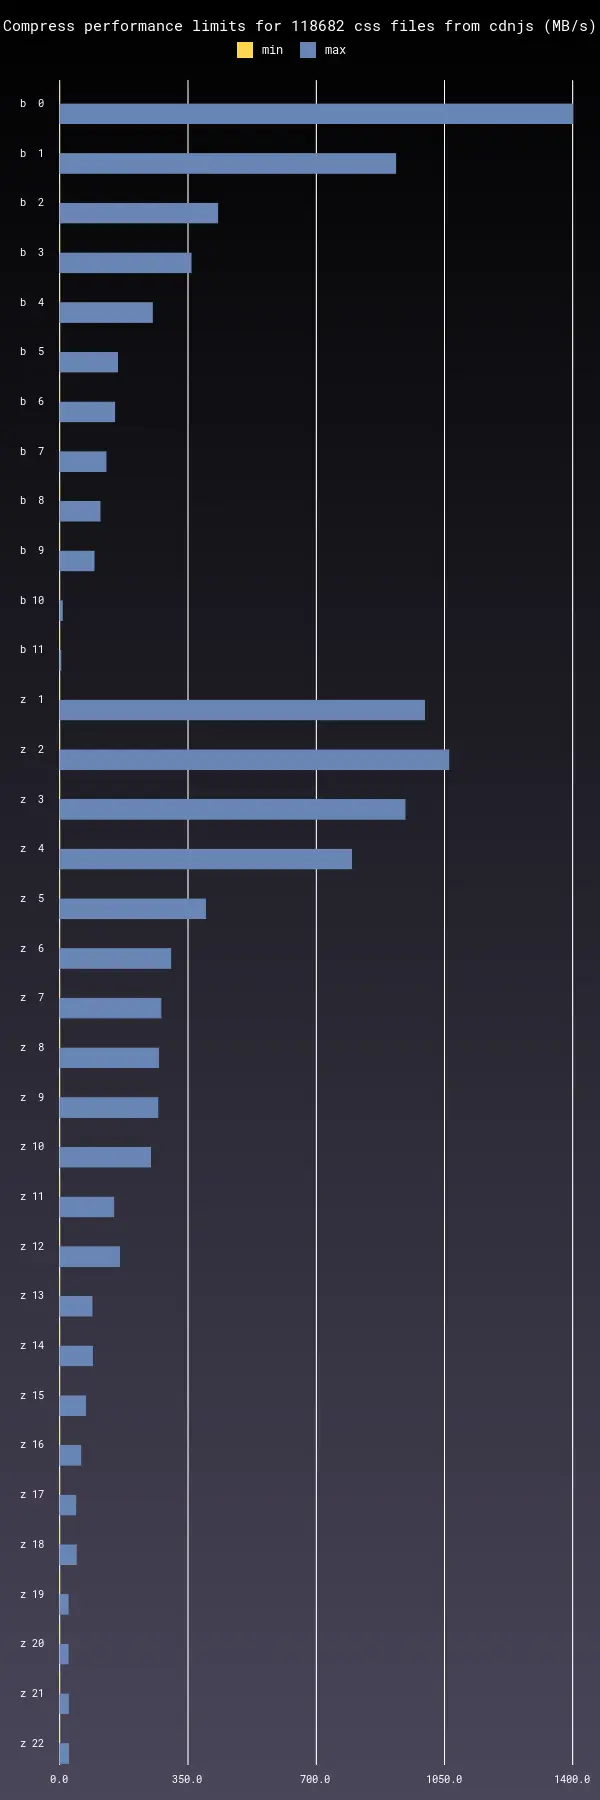 Compress performance limits for 118682 css files from cdnjs (MB/s)
min max
b 0
b 1
b 2
b 3
b 4
b 5
b 6
b 7
b 8
b 9
b 10
b 11
z 1
z 2
z 3
z 4
z 5
z 6
z 7
z 8
z 9
z 10
z 11
z 12
z 13
z 14
z 15
z 16
z 17
z 18
z 19
z 20
z 21
z 22
0.0 350.0 700.0 1050.0 1400.0